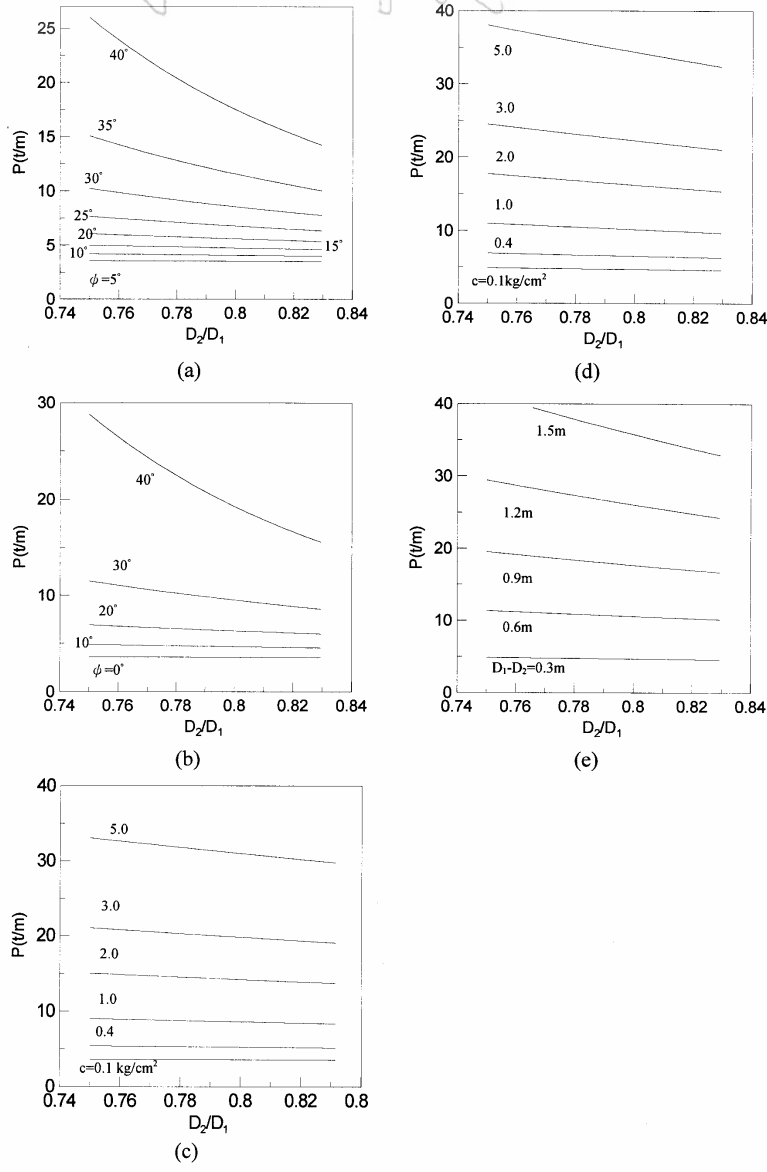 25
20
15
10
5
0
P(t/m)
40°
35°
30°
25°
20°
15°
10°
ψ=5°
0.74 0.76 0.78 0.8 0.82 0.84
D₂/D₁
(a)
40
30
20
10
0
P(t/m)
5.0
3.0
2.0
1.0
0.4
c=0.1kg/cm²
0.74 0.76 0.78 0.8 0.82 0.84
D₂/D₁
(d)
30
20
10
0
P(t/m)
40°
30°
20°
10°
ψ=0°
0.74 0.76 0.78 0.8 0.82 0.84
D₂/D₁
(b)
40
30
20
10
0
P(t/m)
1.5m
1.2m
0.9m
0.6m
D₁-D₂=0.3m
0.74 0.76 0.78 0.8 0.82 0.84
D₂/D₁
(e)
40
30
20
10
0
P(t/m)
5.0
3.0
2.0
1.0
0.4
c=0.1 kg/cm²
0.74 0.76 0.78 0.8 0.82 0.8
D₂/D₁
(c)